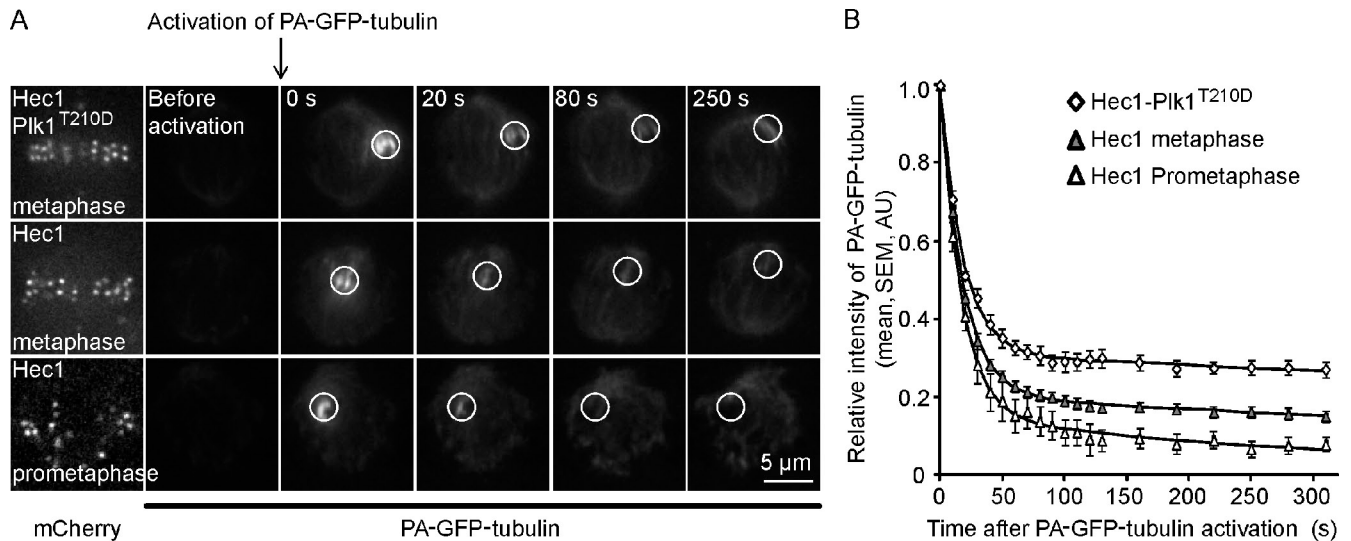 A
Activation of PA-GFP-tubulin
Hec1
Plk1T210D
metaphase
Before
activation
0 s
20 s
80 s
250 s
Hec1
metaphase
Hec1
prometaphase
5 μm
mCherry
PA-GFP-tubulin
B
Relative intensity of PA-GFP-tubulin
(mean, SEM, AU)
1.0
0.8
0.6
0.4
0.2
0
Hec1-Plk1T210D
Hec1 metaphase
Hec1 Prometaphase
0 50 100 150 200 250 300
Time after PA-GFP-tubulin activation (s)